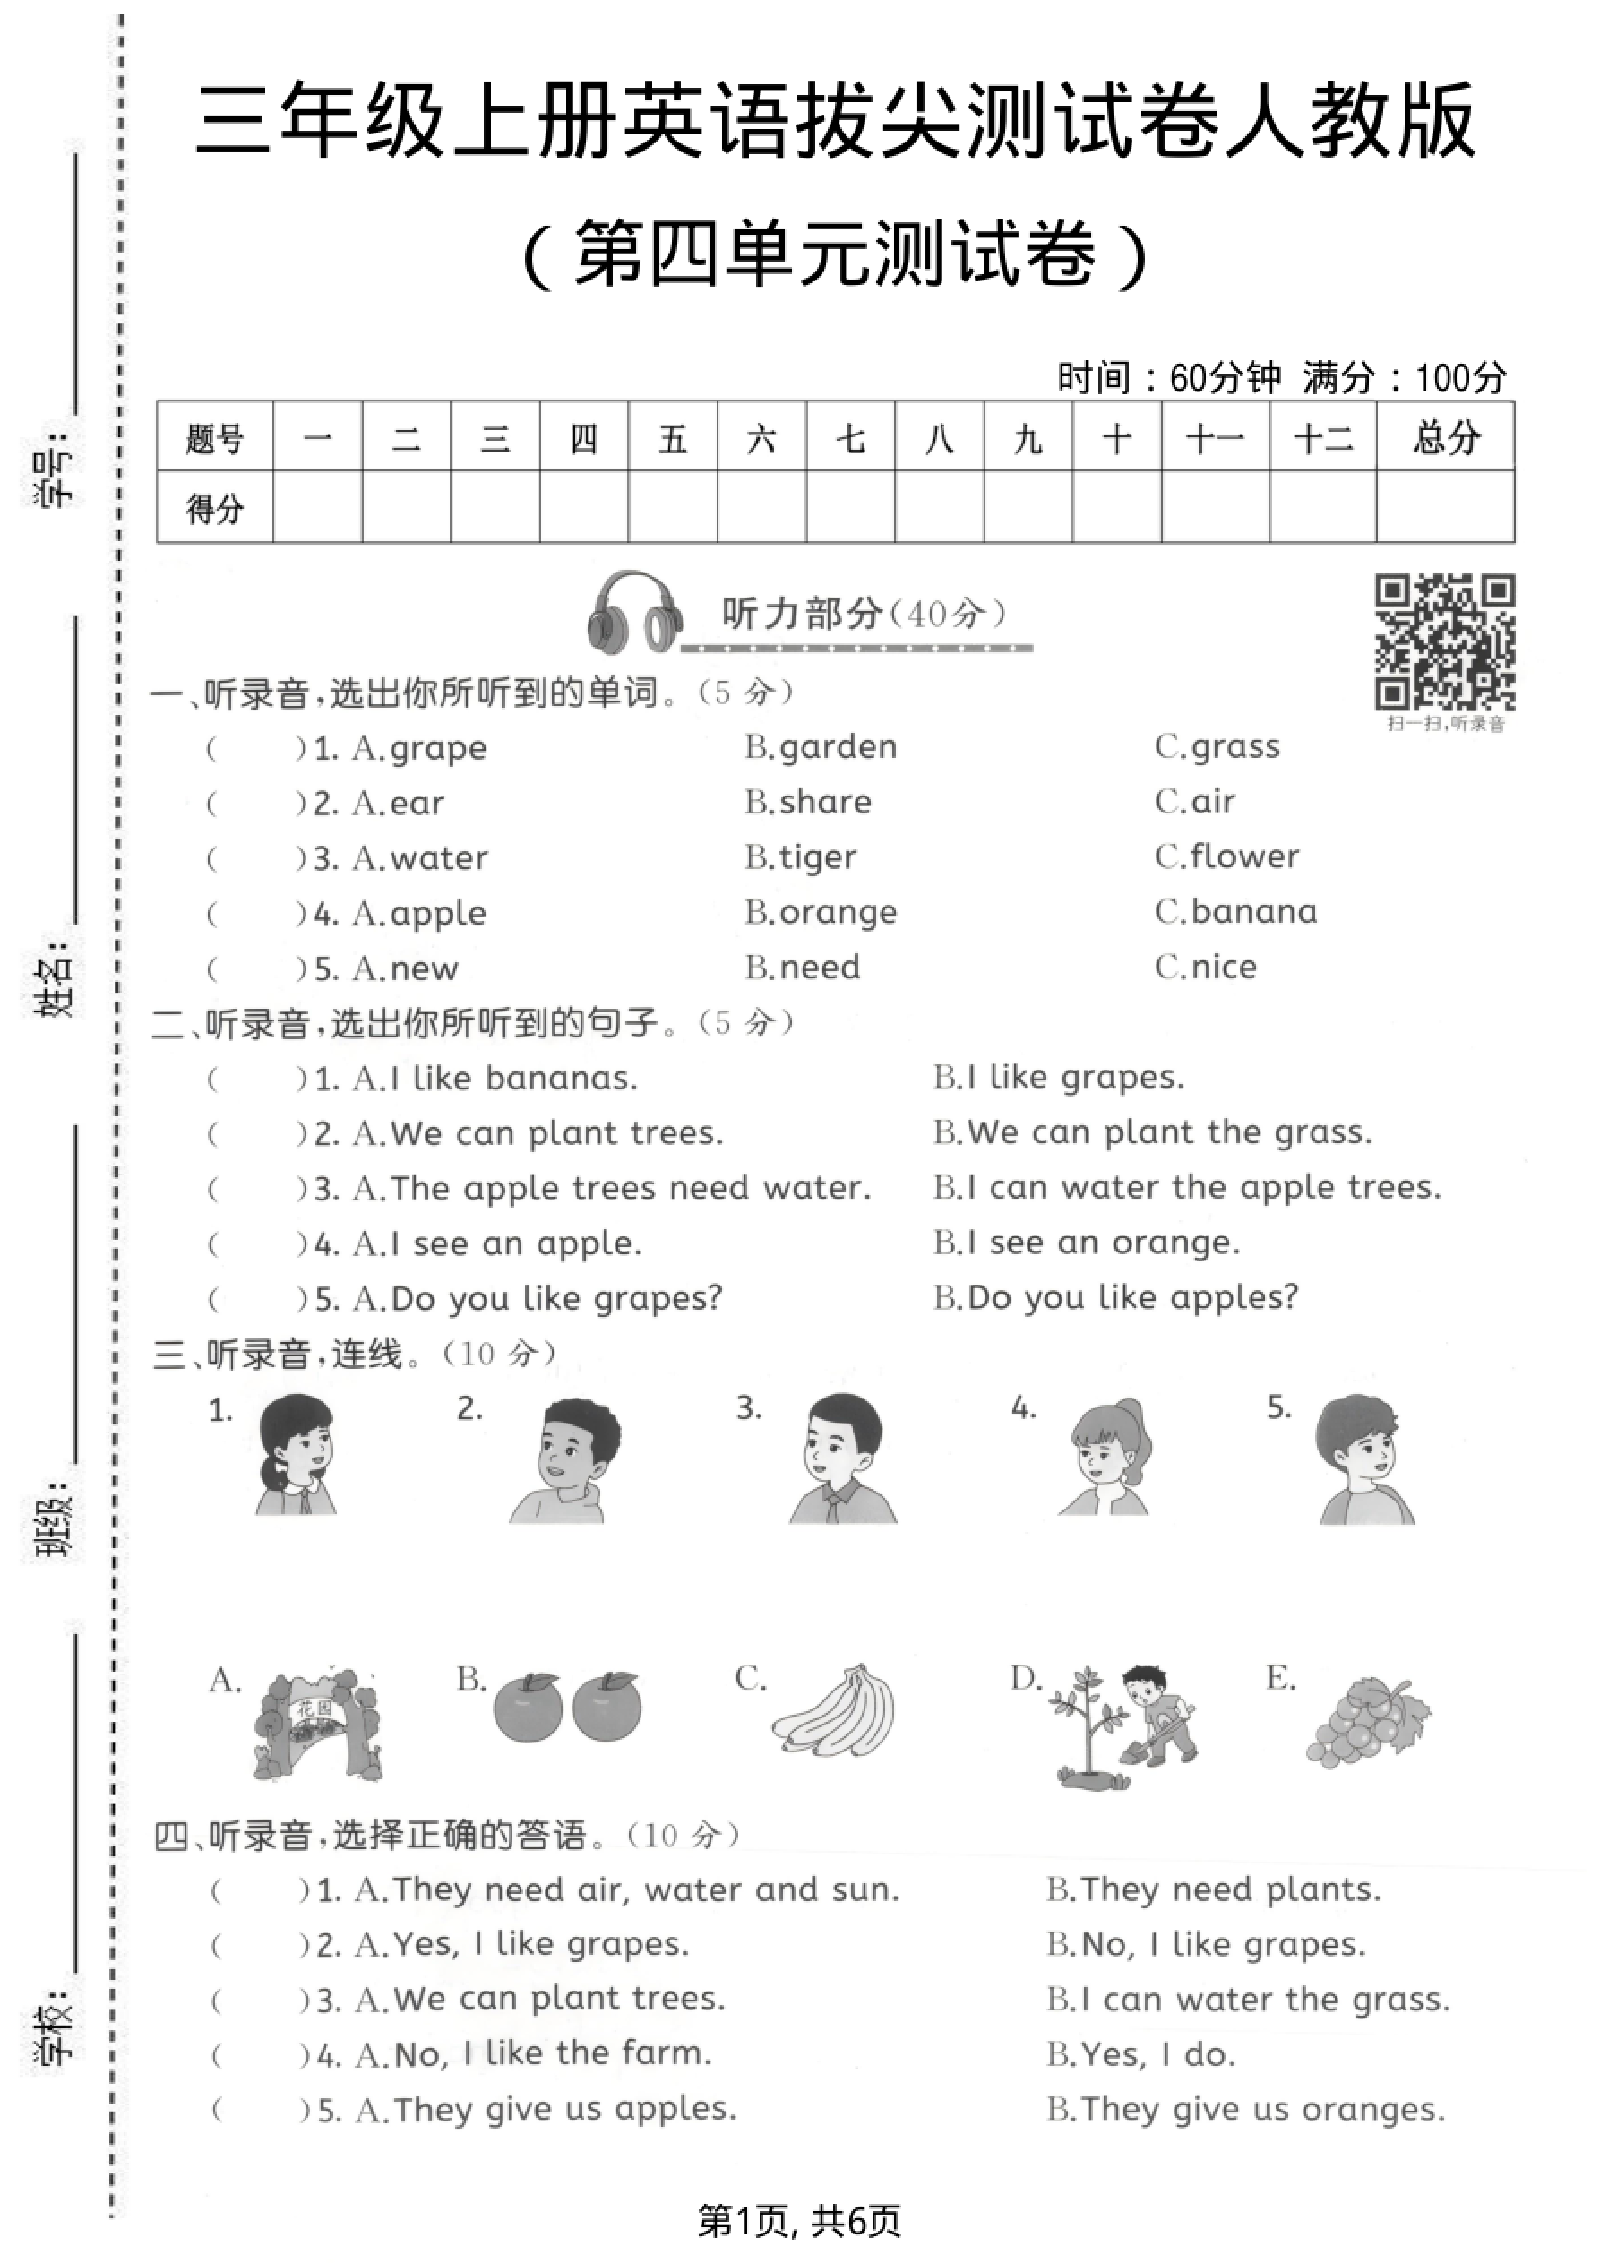 三年级上册英语拔尖测试卷人教版
（第四单元测试卷）
时间：60分钟 满分：100分
题号 一 二 三 四 五 六 七 八 九 十 十一 十二 总分
得分
听力部分(40分)
扫一扫,听录音
一、听录音,选出你所听到的单词。(5 分)
( )1. A.grape B.garden C.grass
( )2. A.ear B.share C.air
( )3. A.water B.tiger C.flower
( )4. A.apple B.orange C.banana
( )5. A.new B.need C.nice
二、听录音,选出你所听到的句子。(5 分)
( )1. A.I like bananas. B.I like grapes.
( )2. A.We can plant trees. B.We can plant the grass.
( )3. A.The apple trees need water. B.I can water the apple trees.
( )4. A.I see an apple. B.I see an orange.
( )5. A.Do you like grapes? B.Do you like apples?
三、听录音,连线。(10 分)
1. 2. 3. 4. 5.
A. B. C. D. E.
花园
四、听录音,选择正确的答语。(10 分)
( )1. A.They need air, water and sun. B.They need plants.
( )2. A.Yes, I like grapes. B.No, I like grapes.
( )3. A.We can plant trees. B.I can water the grass.
( )4. A.No, I like the farm. B.Yes, I do.
( )5. A.They give us apples. B.They give us oranges.
第1页, 共6页
学号：
姓名：
班级：
学校：